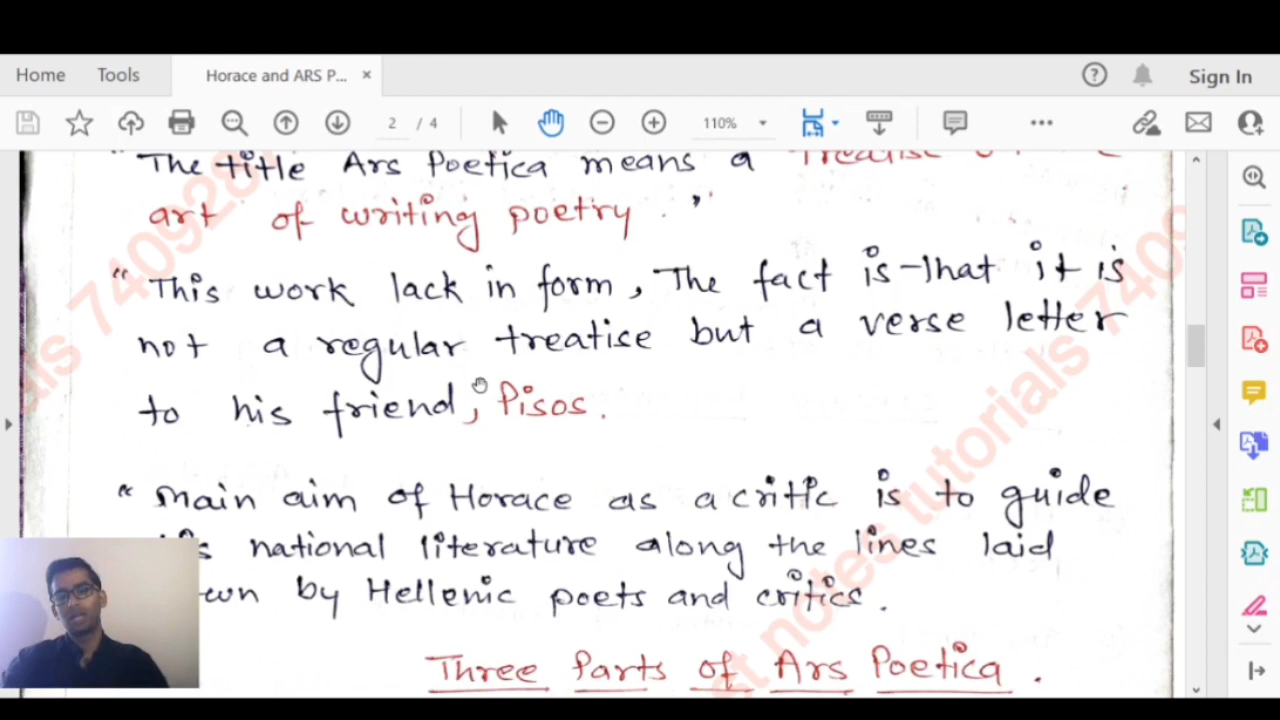 Home Tools Horace and ARS P... × Sign In
2 / 4 110%
"The title Ars Poetica means a
art of writing poetry."
"This work lack in form, The fact is that it is
not a regular treatise but a verse letter
to his friend, Pisos.
"Main aim of Horace as a critic is to guide
national literature along the lines laid
by Hellenic poets and critics.
Three Parts of Ars Poetica.